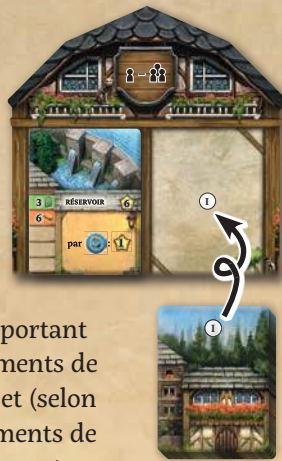 3 RÉSERVOIR 6
6
par : 1
I
I
portant
ments de
et (selon
ments de